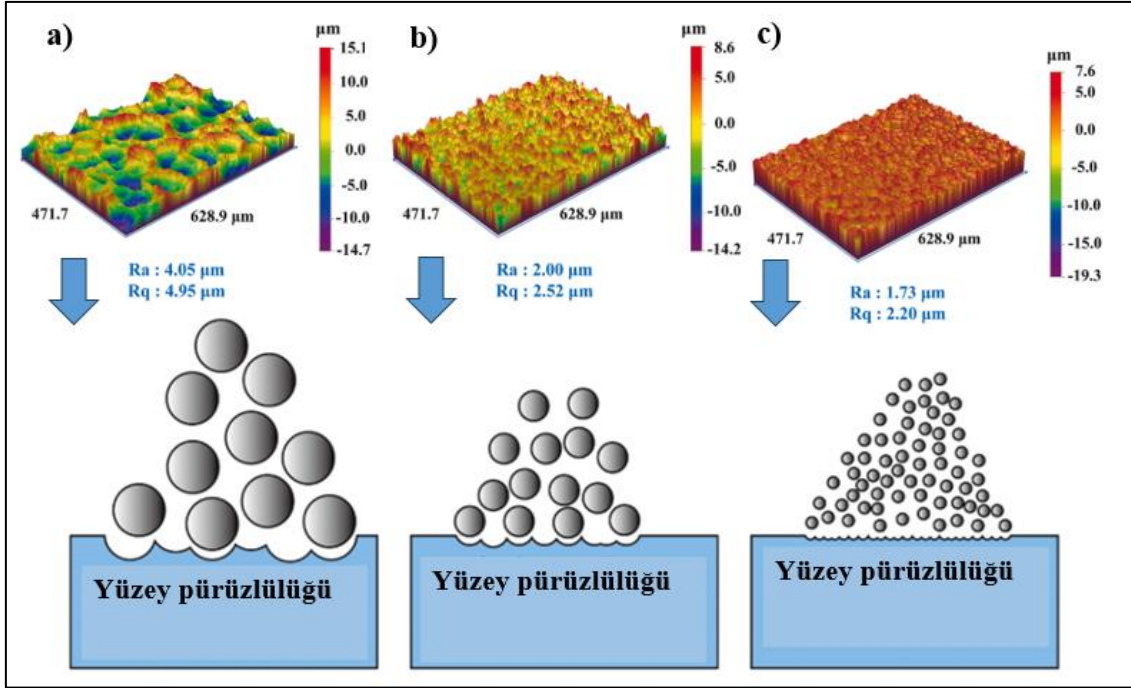 a)
µm
15.1
10.0
5.0
0.0
-5.0
-10.0
-14.7
471.7
628.9 µm
Ra : 4.05 µm
Rq : 4.95 µm
Yüzey pürüzlülüğü
b)
µm
8.6
5.0
0.0
-5.0
-10.0
-14.2
471.7
628.9 µm
Ra : 2.00 µm
Rq : 2.52 µm
Yüzey pürüzlülüğü
c)
µm
7.6
5.0
0.0
-5.0
-10.0
-15.0
-19.3
471.7
628.9 µm
Ra : 1.73 µm
Rq : 2.20 µm
Yüzey pürüzlülüğü